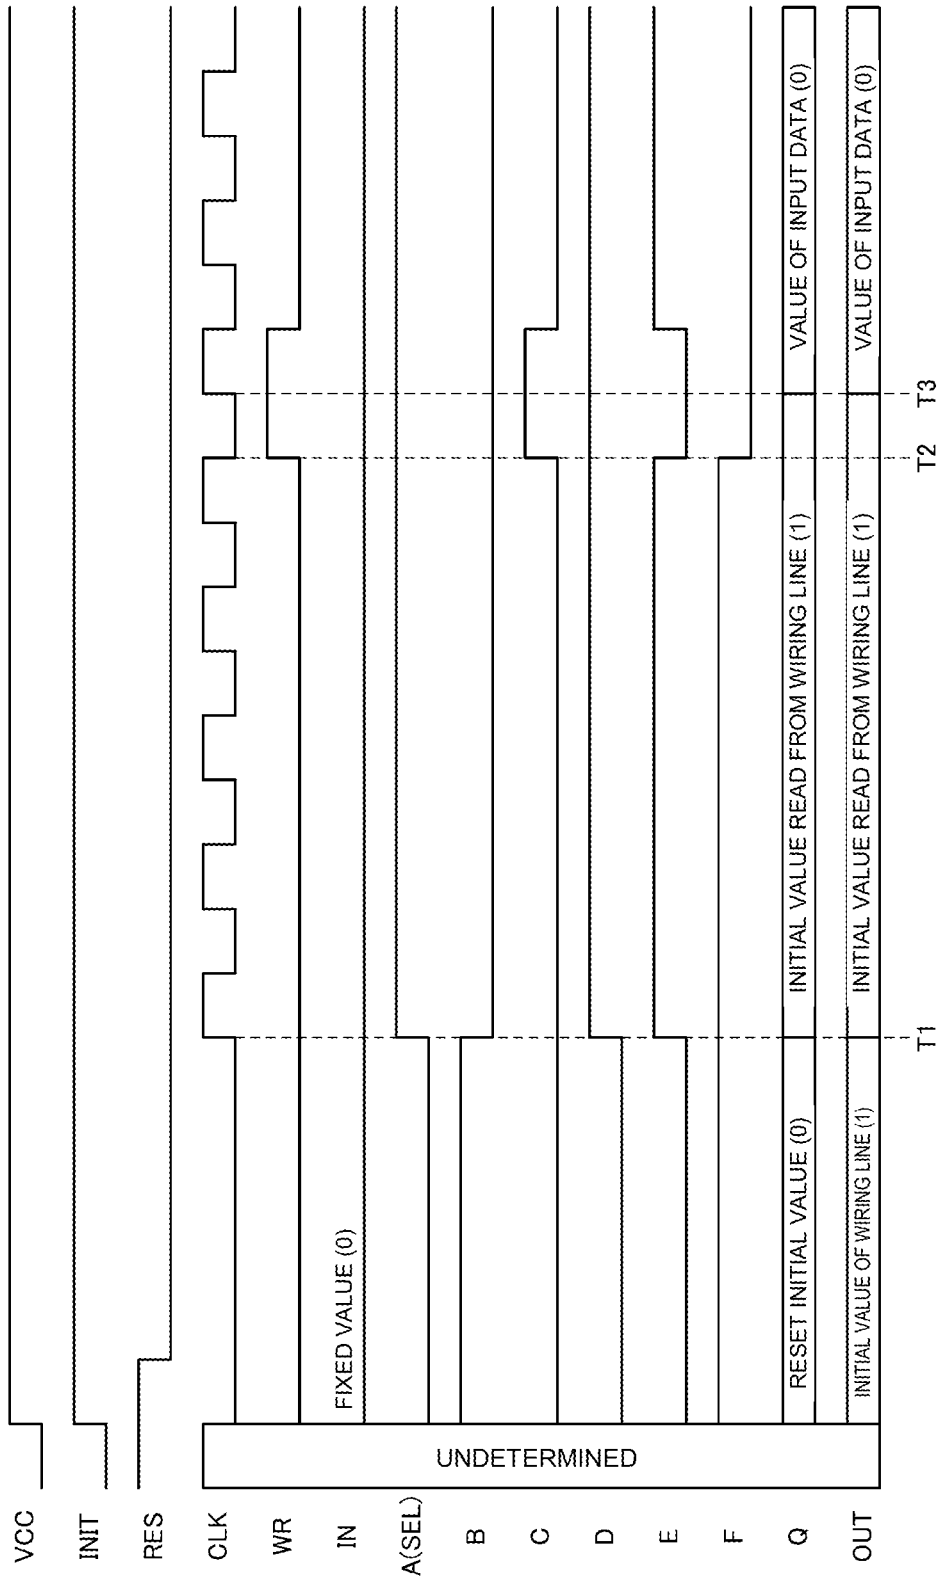 VCC
INIT
RES
CLK
WR
IN
FIXED VALUE (0)
A(SEL)
B
C
D
E
F
Q
RESET INITIAL VALUE (0)
INITIAL VALUE READ FROM WIRING LINE (1)
VALUE OF INPUT DATA (0)
OUT
INITIAL VALUE OF WIRING LINE (1)
INITIAL VALUE READ FROM WIRING LINE (1)
VALUE OF INPUT DATA (0)
UNDETERMINED
T1
T2
T3